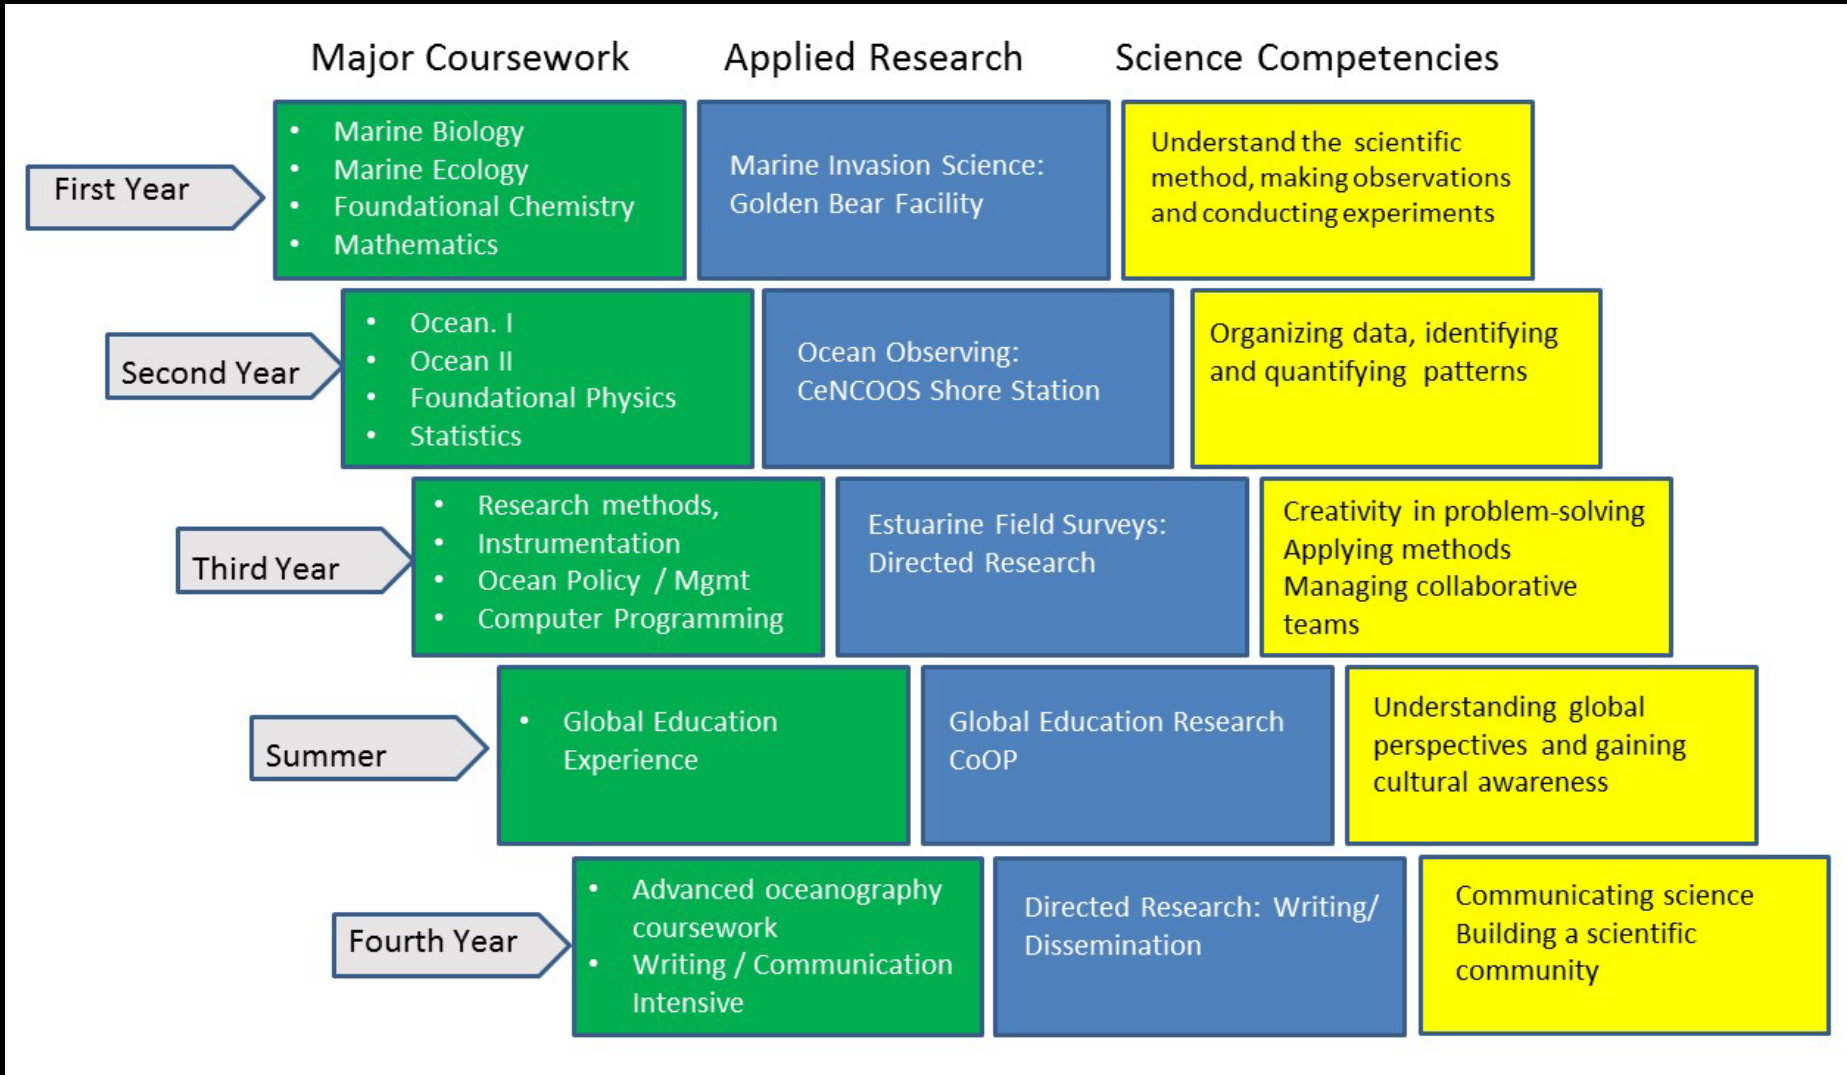 Major Coursework
Applied Research
Science Competencies
First Year
• Marine Biology
• Marine Ecology
• Foundational Chemistry
• Mathematics
Marine Invasion Science:
Golden Bear Facility
Understand the scientific
method, making observations
and conducting experiments
Second Year
• Ocean. I
• Ocean II
• Foundational Physics
• Statistics
Ocean Observing:
CeNCOOS Shore Station
Organizing data, identifying
and quantifying patterns
Third Year
• Research methods,
• Instrumentation
• Ocean Policy / Mgmt
• Computer Programming
Estuarine Field Surveys:
Directed Research
Creativity in problem-solving
Applying methods
Managing collaborative
teams
Summer
• Global Education
Experience
Global Education Research
CoOP
Understanding global
perspectives and gaining
cultural awareness
Fourth Year
• Advanced oceanography
coursework
• Writing / Communication
Intensive
Directed Research: Writing/
Dissemination
Communicating science
Building a scientific
community